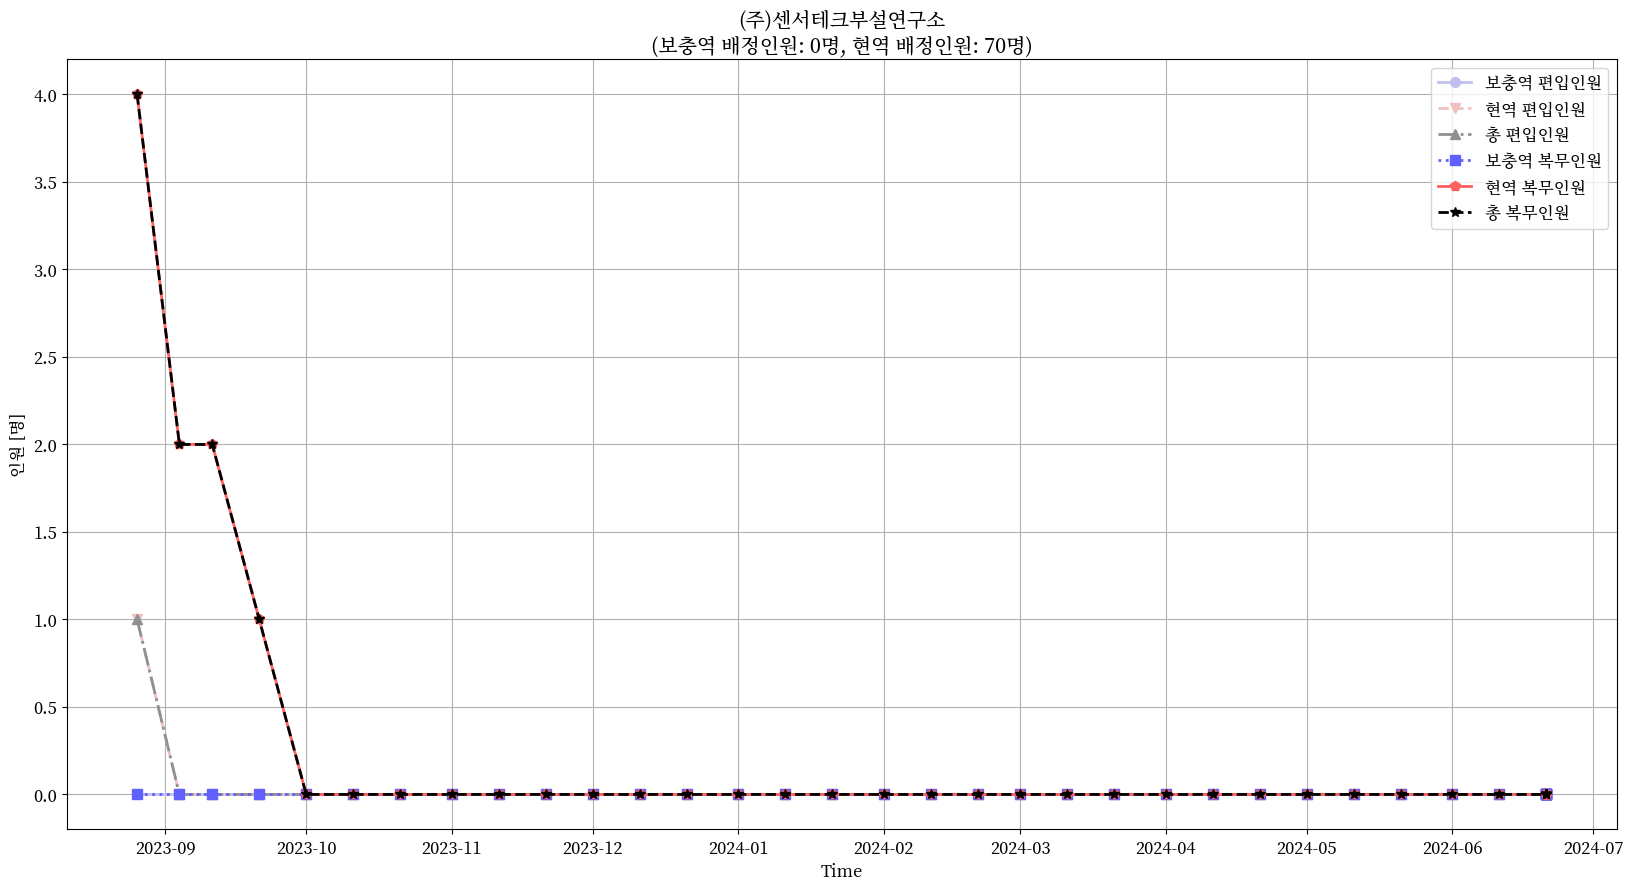 (주)센서테크부설연구소
(보충역 배정인원: 0명, 현역 배정인원: 70명)
보충역 편입인원
현역 편입인원
총 편입인원
보충역 복무인원
현역 복무인원
총 복무인원
4.0
3.5
3.0
2.5
2.0
1.5
1.0
0.5
0.0
인원 [명]
2023-09 2023-10 2023-11 2023-12 2024-01 2024-02 2024-03 2024-04 2024-05 2024-06 2024-07
Time